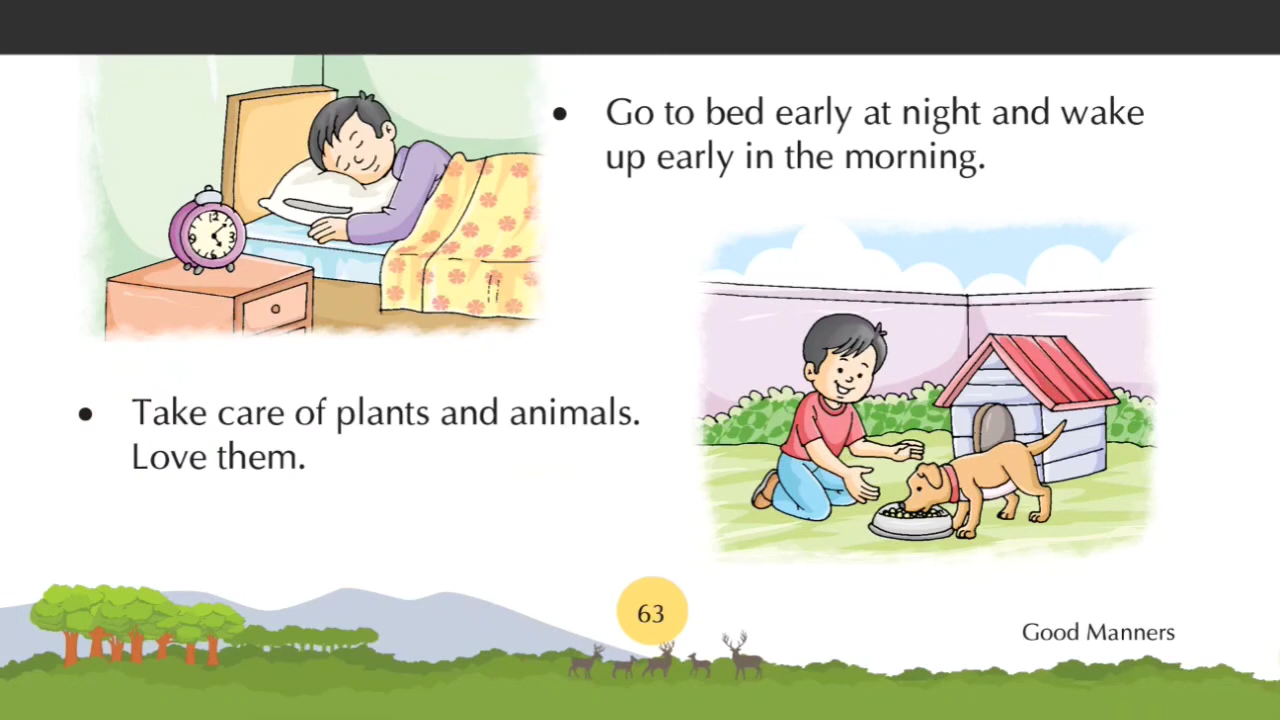 • Go to bed early at night and wake
up early in the morning.
• Take care of plants and animals.
Love them.
63
Good Manners